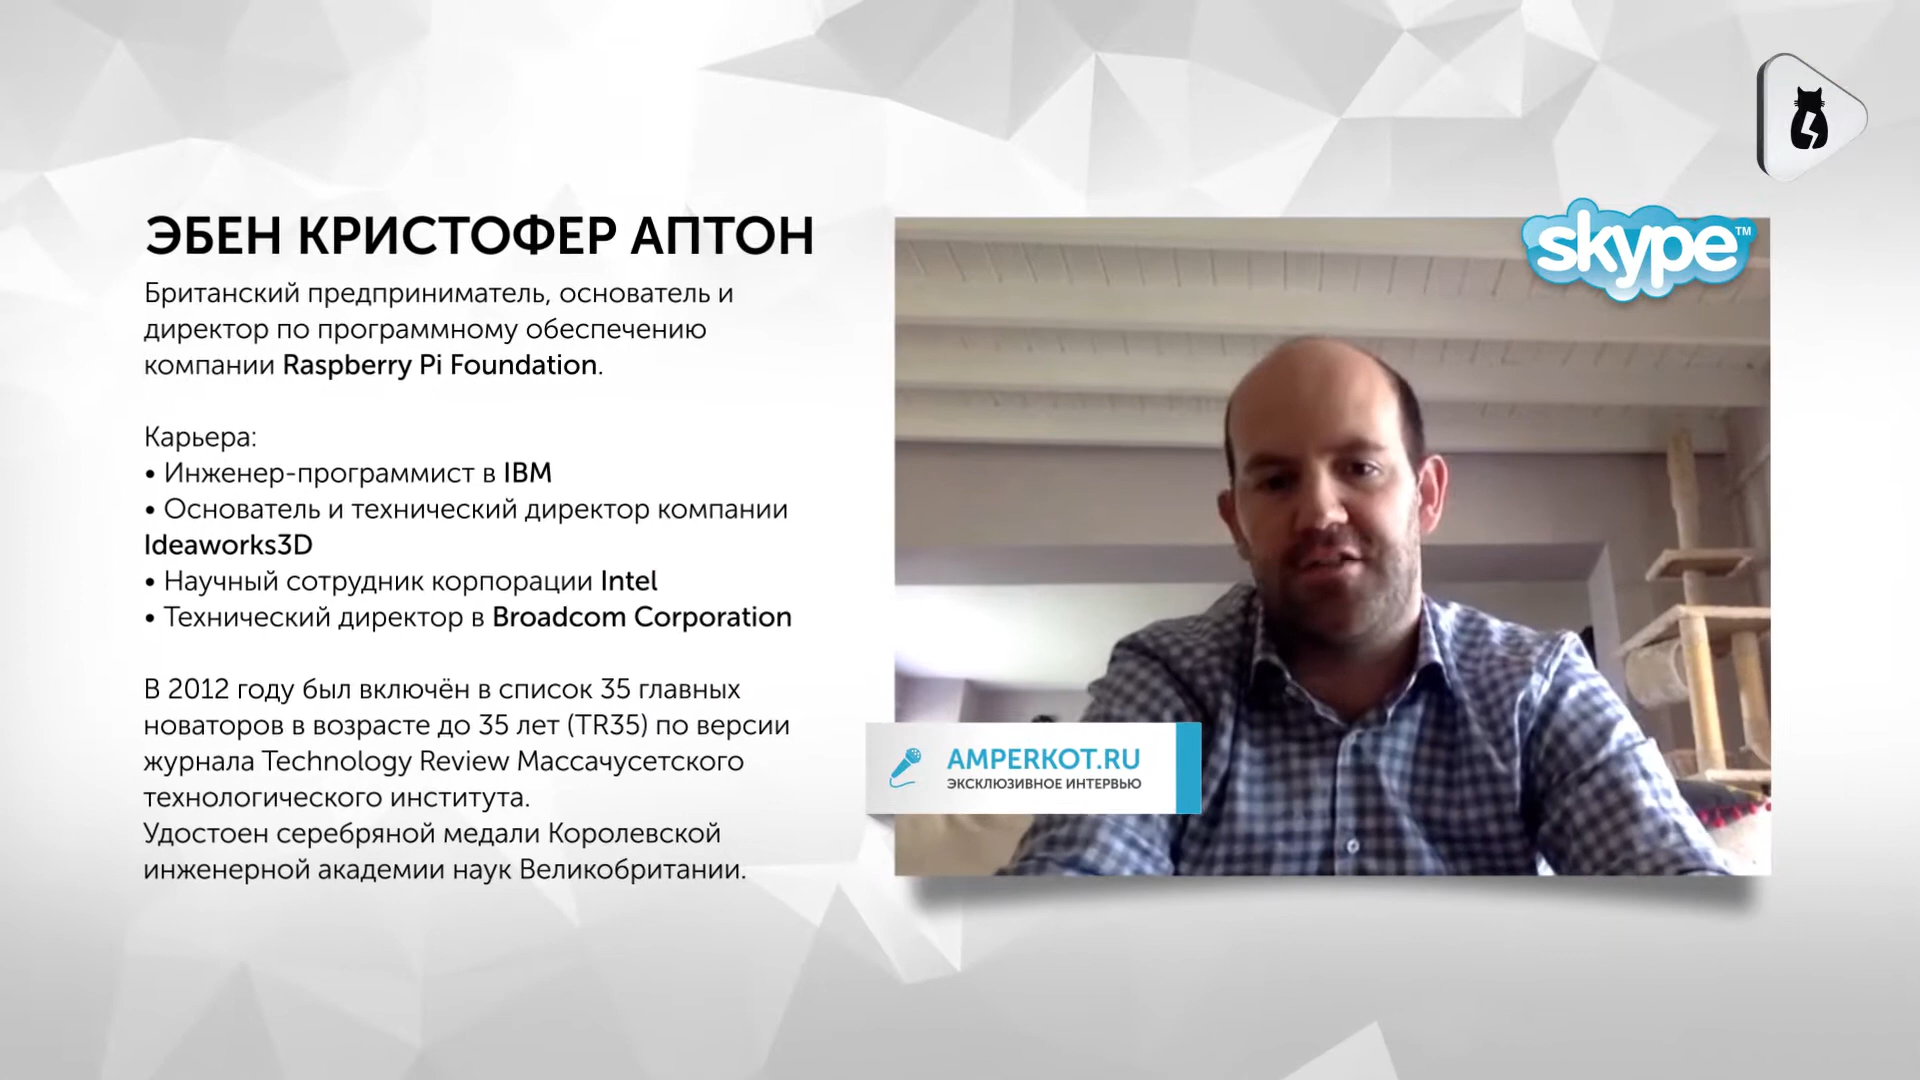 ЭБЕН КРИСТОФЕР АПТОН
Британский предприниматель, основатель и
директор по программному обеспечению
компании Raspberry Pi Foundation.
Карьера:
• Инженер-программист в IBM
• Основатель и технический директор компании
Ideaworks3D
• Научный сотрудник корпорации Intel
• Технический директор в Broadcom Corporation
В 2012 году был включён в список 35 главных
новаторов в возрасте до 35 лет (TR35) по версии
журнала Technology Review Массачусетского
технологического института.
Удостоен серебряной медали Королевской
инженерной академии наук Великобритании.
skype™
AMPERKOT.RU
ЭКСКЛЮЗИВНОЕ ИНТЕРВЬЮ